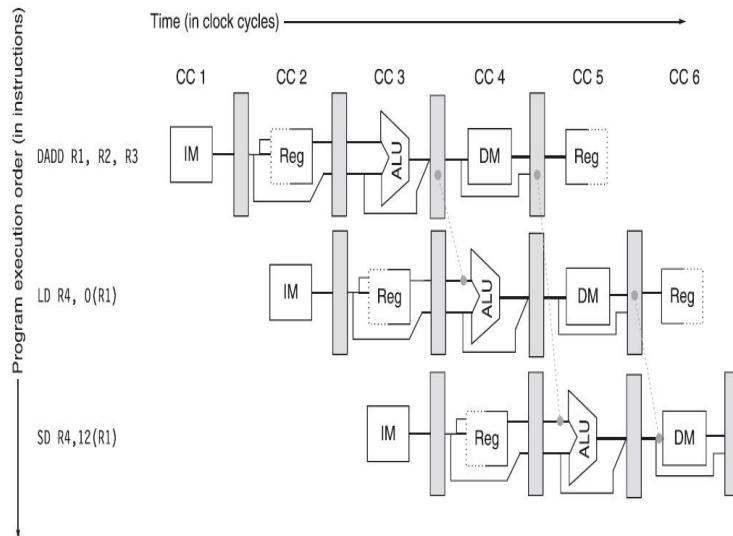 Time (in clock cycles)
CC 1 CC 2 CC 3 CC 4 CC 5 CC 6
Program execution order (in instructions)
DADD R1, R2, R3
IM Reg ALU DM Reg
LD R4, 0(R1)
IM Reg ALU DM Reg
SD R4,12(R1)
IM Reg ALU DM